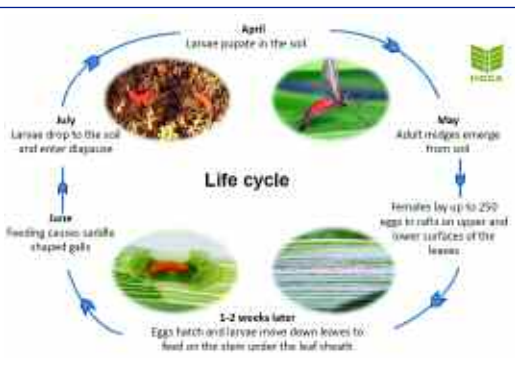 April
Larvae pupate in the soil
HGCA
May
Adult midges emerge
from soil
Females lay up to 250
eggs in rafts on upper and
lower surfaces of the
leaves
1-2 weeks later
Eggs hatch and larvae move down leaves to
feed on the stem under the leaf sheath.
June
Feeding causes saddle
shaped galls
July
Larvae drop to the soil
and enter diapause
Life cycle